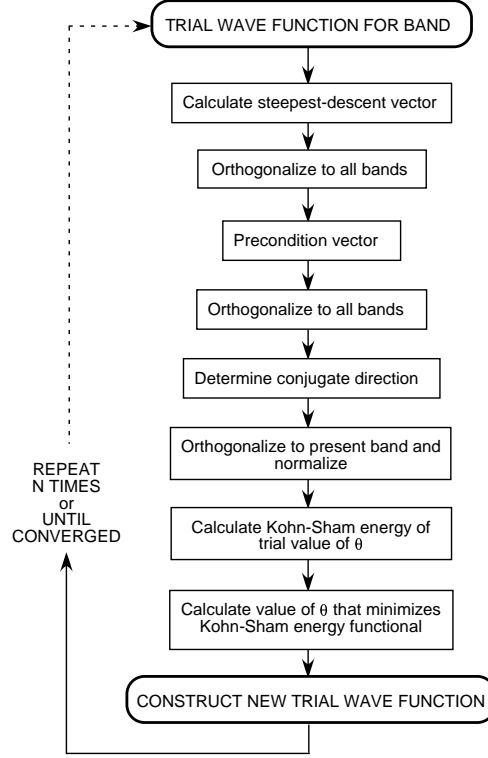 TRIAL WAVE FUNCTION FOR BAND
Calculate steepest-descent vector
Orthogonalize to all bands
Precondition vector
Orthogonalize to all bands
Determine conjugate direction
Orthogonalize to present band and
normalize
Calculate Kohn-Sham energy of
trial value of θ
Calculate value of θ that minimizes
Kohn-Sham energy functional
CONSTRUCT NEW TRIAL WAVE FUNCTION
REPEAT
N TIMES
or
UNTIL
CONVERGED